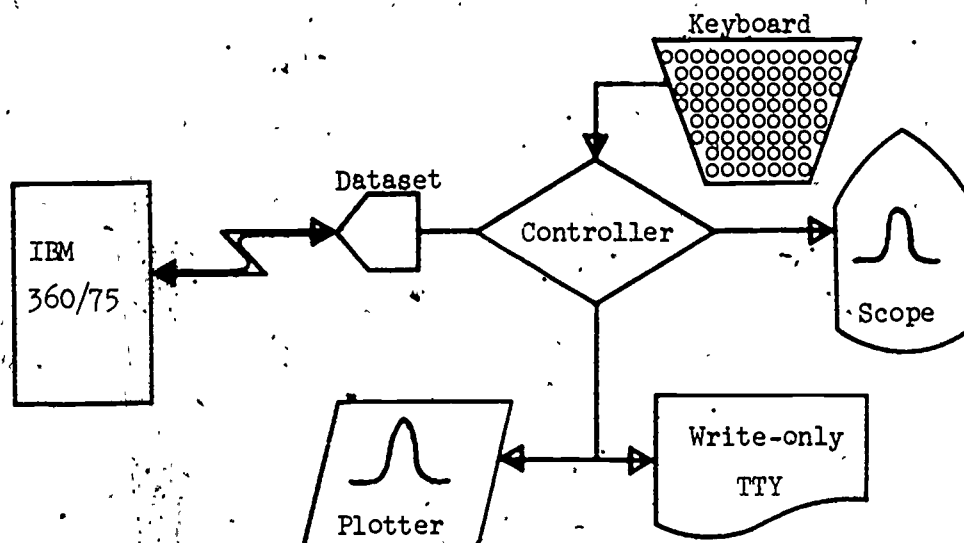 Keyboard
Dataset
IBM
360/75
Controller
Scope
Write-only
TTY
Plotter